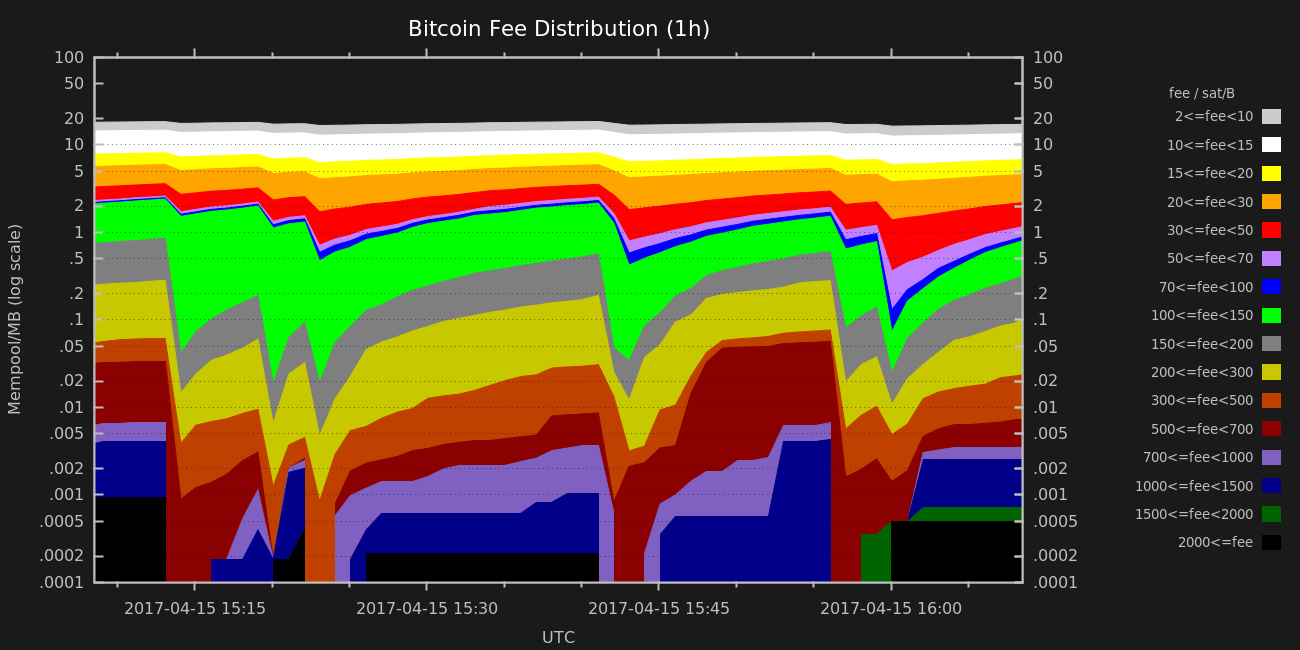 Bitcoin Fee Distribution (1h)
Mempool/MB (log scale)
100
50
20
10
5
2
1
.5
.2
.1
.05
.02
.01
.005
.002
.001
.0005
.0002
.0001
100
50
20
10
5
2
1
.5
.2
.1
.05
.02
.01
.005
.002
.001
.0005
.0002
.0001
2017-04-15 15:15
2017-04-15 15:30
2017-04-15 15:45
2017-04-15 16:00
UTC
fee / sat/B
2<=fee<10
10<=fee<15
15<=fee<20
20<=fee<30
30<=fee<50
50<=fee<70
70<=fee<100
100<=fee<150
150<=fee<200
200<=fee<300
300<=fee<500
500<=fee<700
700<=fee<1000
1000<=fee<1500
1500<=fee<2000
2000<=fee